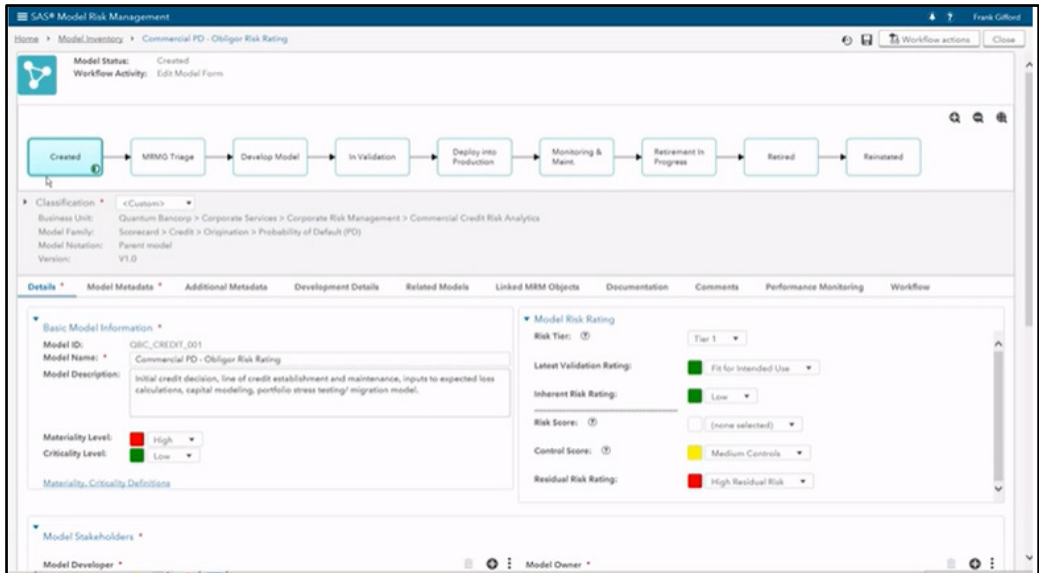 SAS® Model Risk Management
? Frank Gifford
Home > Model Inventory > Commercial PD - Obligor Risk Rating
Workflow actions Close
Model Status: Created
Workflow Activity: Edit Model Form
Created MRMG Triage Develop Model In Validation Deploy into Production Monitoring & Maint. Retirement In Progress Retired Reinstated
Classification * <Custom>
Business Unit: Quantum Bancorp > Corporate Services > Corporate Risk Management > Commercial Credit Risk Analytics
Model Family: Scorecard > Credit > Origination > Probability of Default (PD)
Model Notation: Parent model
Version: V1.0
Details * Model Metadata * Additional Metadata Development Details Related Models Linked MRM Objects Documentation Comments Performance Monitoring Workflow
Basic Model Information *
Model ID: QBC_CREDIT_001
Model Name: * Commercial PD - Obligor Risk Rating
Model Description: Initial credit decision, line of credit establishment and maintenance, inputs to expected loss
calculations, capital modeling, portfolio stress testing/ migration model.
Materiality Level: High
Criticality Level: Low
Materiality, Criticality Definitions
Model Risk Rating
Risk Tier: ? Tier 1
Latest Validation Rating: Fit for Intended Use
Inherent Risk Rating: Low
Risk Score: ? (none selected)
Control Score: ? Medium Controls
Residual Risk Rating: High Residual Risk
Model Stakeholders *
Model Developer * Model Owner *